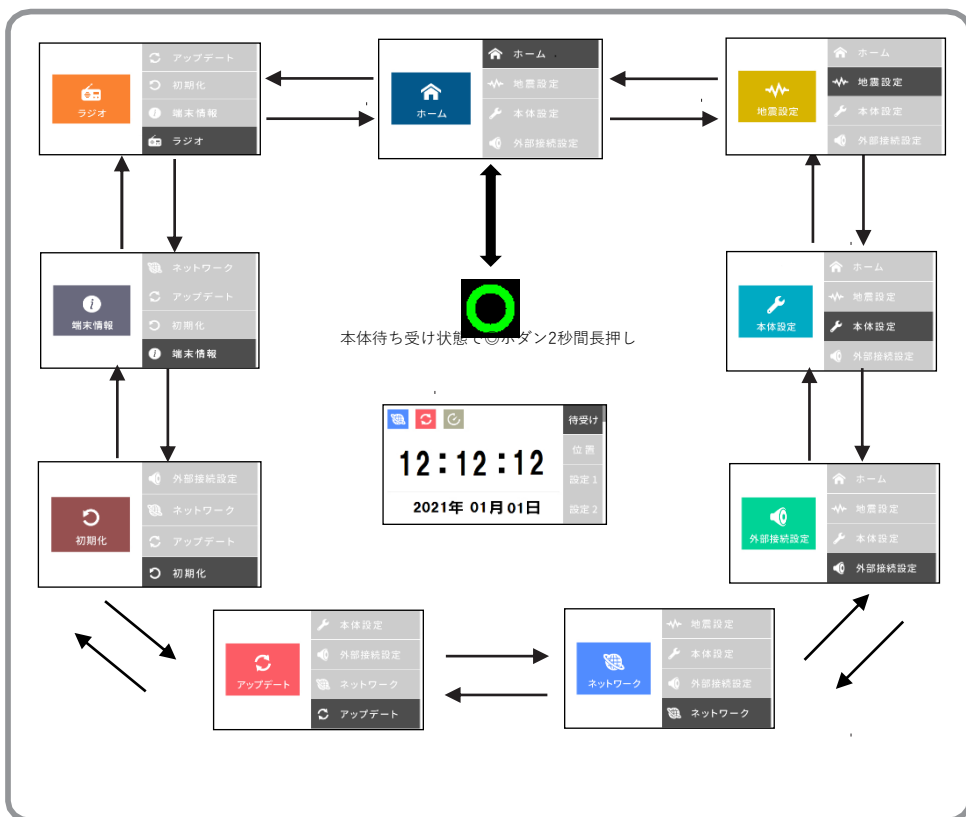 ラジオ
アップデート
初期化
端末情報
ラジオ
ホーム
ホーム
地震設定
本体設定
外部接続設定
地震設定
ホーム
地震設定
本体設定
外部接続設定
端末情報
ネットワーク
アップデート
初期化
端末情報
本体設定
ホーム
地震設定
本体設定
外部接続設定
本体待ち受け状態で◎ボダン2秒間長押し
12:12:12
2021年 01月01日
待受け
位置
設定1
設定2
初期化
外部接続設定
ネットワーク
アップデート
初期化
外部接続設定
ホーム
地震設定
本体設定
外部接続設定
アップデート
本体設定
外部接続設定
ネットワーク
アップデート
ネットワーク
地震設定
本体設定
外部接続設定
ネットワーク